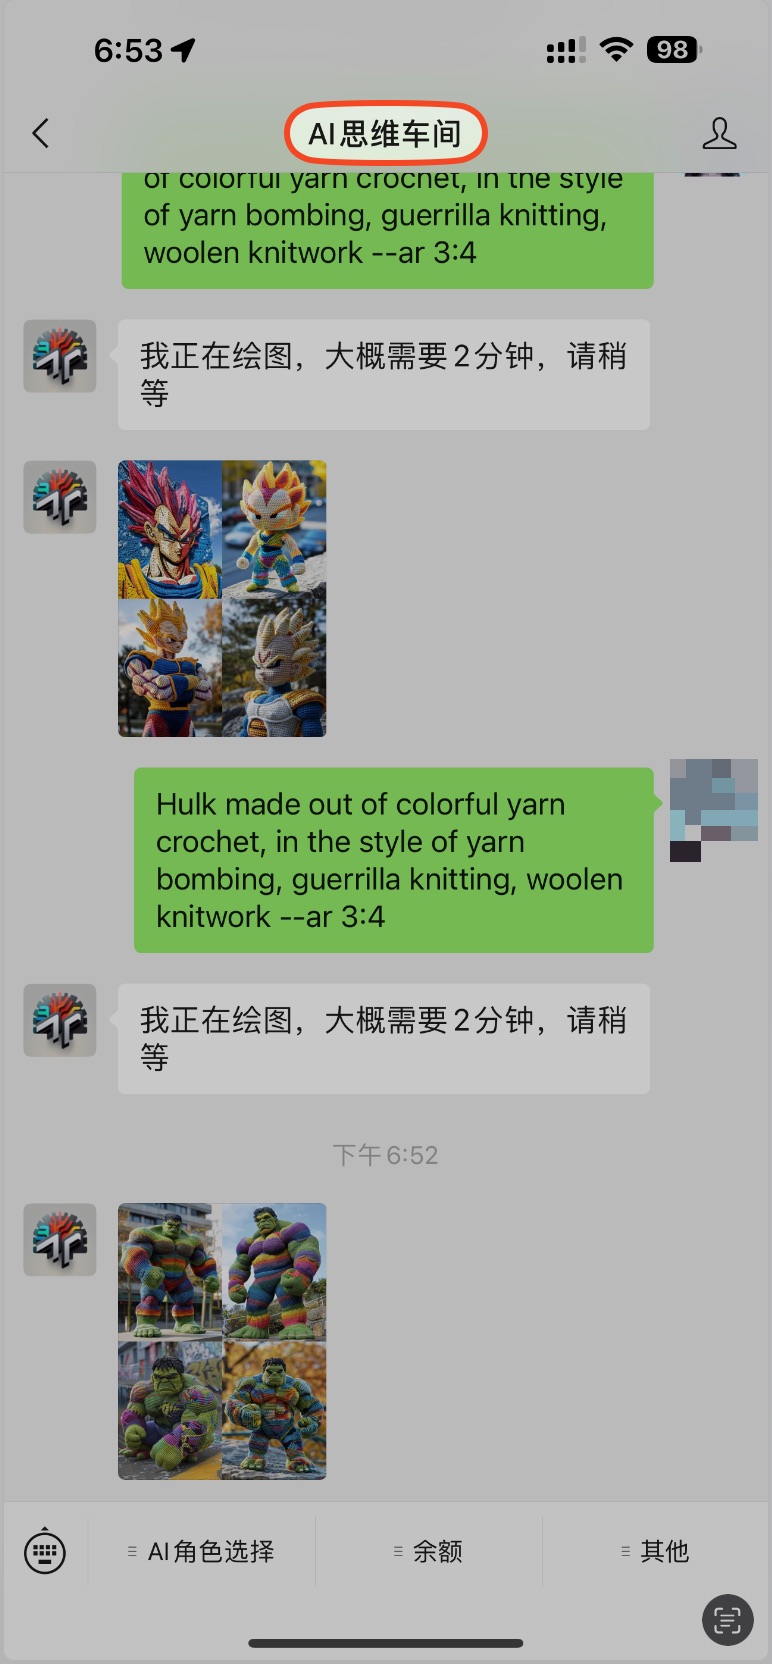 6:53
98
AI思维车间
of colorful yarn crochet, in the style
of yarn bombing, guerrilla knitting,
woolen knitwork --ar 3:4
我正在绘图，大概需要2分钟，请稍
等
Hulk made out of colorful yarn
crochet, in the style of yarn
bombing, guerrilla knitting, woolen
knitwork --ar 3:4
我正在绘图，大概需要2分钟，请稍
等
下午6:52
AI角色选择
余额
其他